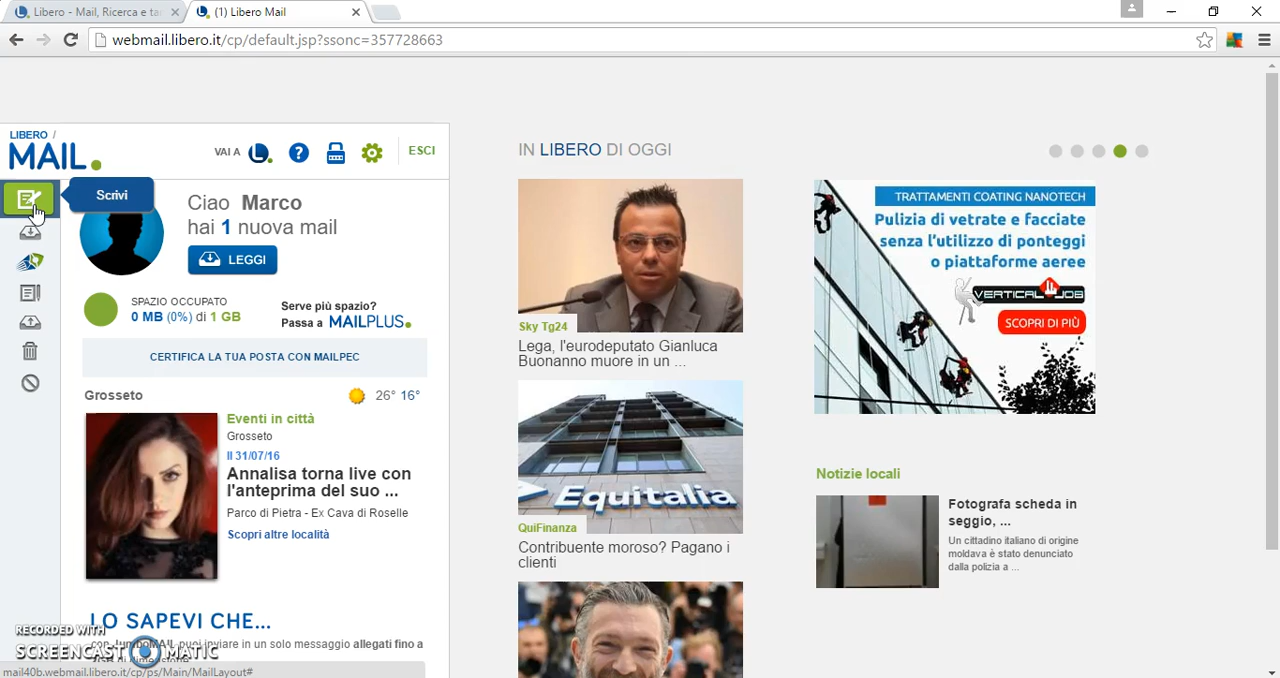 Libero - Mail, Ricerca e ta
(1) Libero Mail
webmail.libero.it/cp/default.jsp?ssonc=357728663
LIBERO /
MAIL.
VAI A
ESCI
Scrivi
Ciao Marco
hai 1 nuova mail
LEGGI
SPAZIO OCCUPATO
0 MB (0%) di 1 GB
Serve più spazio?
Passa a MAILPLUS.
CERTIFICA LA TUA POSTA CON MAILPEC
Grosseto
26° 16°
Eventi in città
Grosseto
Il 31/07/16
Annalisa torna live con
l'anteprima del suo ...
Parco di Pietra - Ex Cava di Roselle
Scopri altre località
LO SAPEVI CHE...
con JumboMAIL puoi inviare in un solo messaggio allegati fino a
2GB di dimensione
RECORDED WITH
SCREENCAST MATIC
mail40b.webmail.libero.it/cp/ps/Main/MailLayout#
IN LIBERO DI OGGI
Sky Tg24
Lega, l'eurodeputato Gianluca
Buonanno muore in un ...
Equitalia
QuiFinanza
Contribuente moroso? Pagano i
clienti
TRATTAMENTI COATING NANOTECH
Pulizia di vetrate e facciate
senza l'utilizzo di ponteggi
o piattaforme aeree
VERTICAL JOB
SCOPRI DI PIÙ
Notizie locali
Fotografa scheda in
seggio, ...
Un cittadino italiano di origine
moldava è stato denunciato
dalla polizia a ...